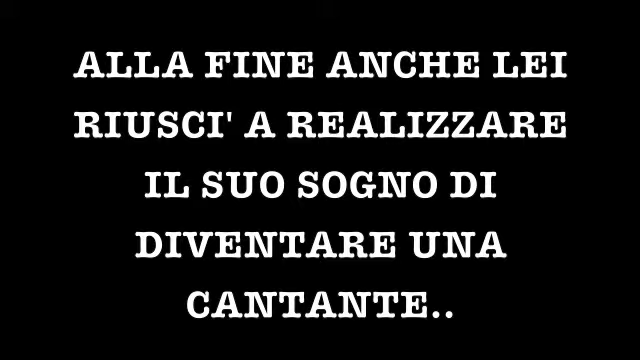 ALLA FINE ANCHE LEI
RIUSCI' A REALIZZARE
IL SUO SOGNO DI
DIVENTARE UNA
CANTANTE..